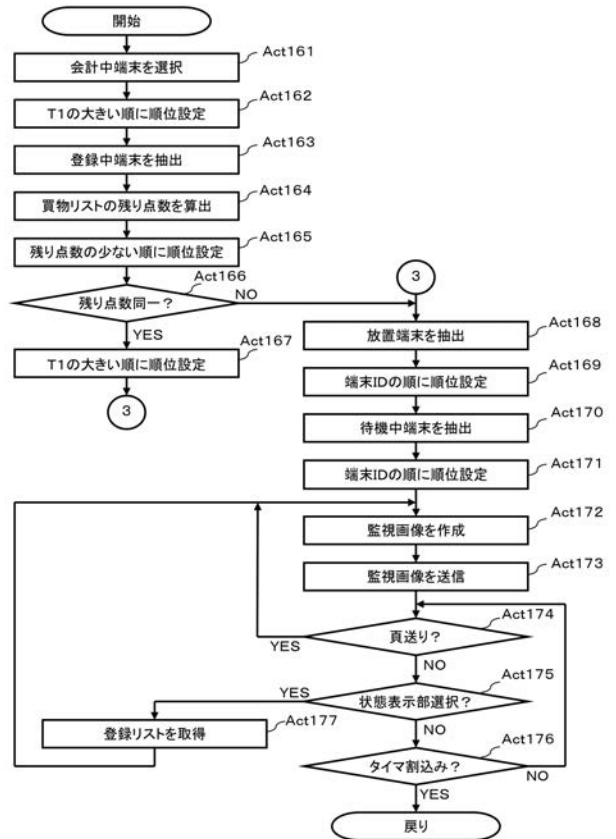 開始
会計中端末を選択
Act161
T1の大きい順に順位設定
Act162
登録中端末を抽出
Act163
買物リストの残り点数を算出
Act164
残り点数の少ない順に順位設定
Act165
残り点数同一？
Act166
NO
YES
T1の大きい順に順位設定
Act167
3
3
放置端末を抽出
Act168
端末IDの順に順位設定
Act169
待機中端末を抽出
Act170
端末IDの順に順位設定
Act171
監視画像を作成
Act172
監視画像を送信
Act173
頁送り？
Act174
YES
NO
状態表示部選択？
Act175
YES
NO
登録リストを取得
Act177
タイマ割込み？
Act176
NO
YES
戻り